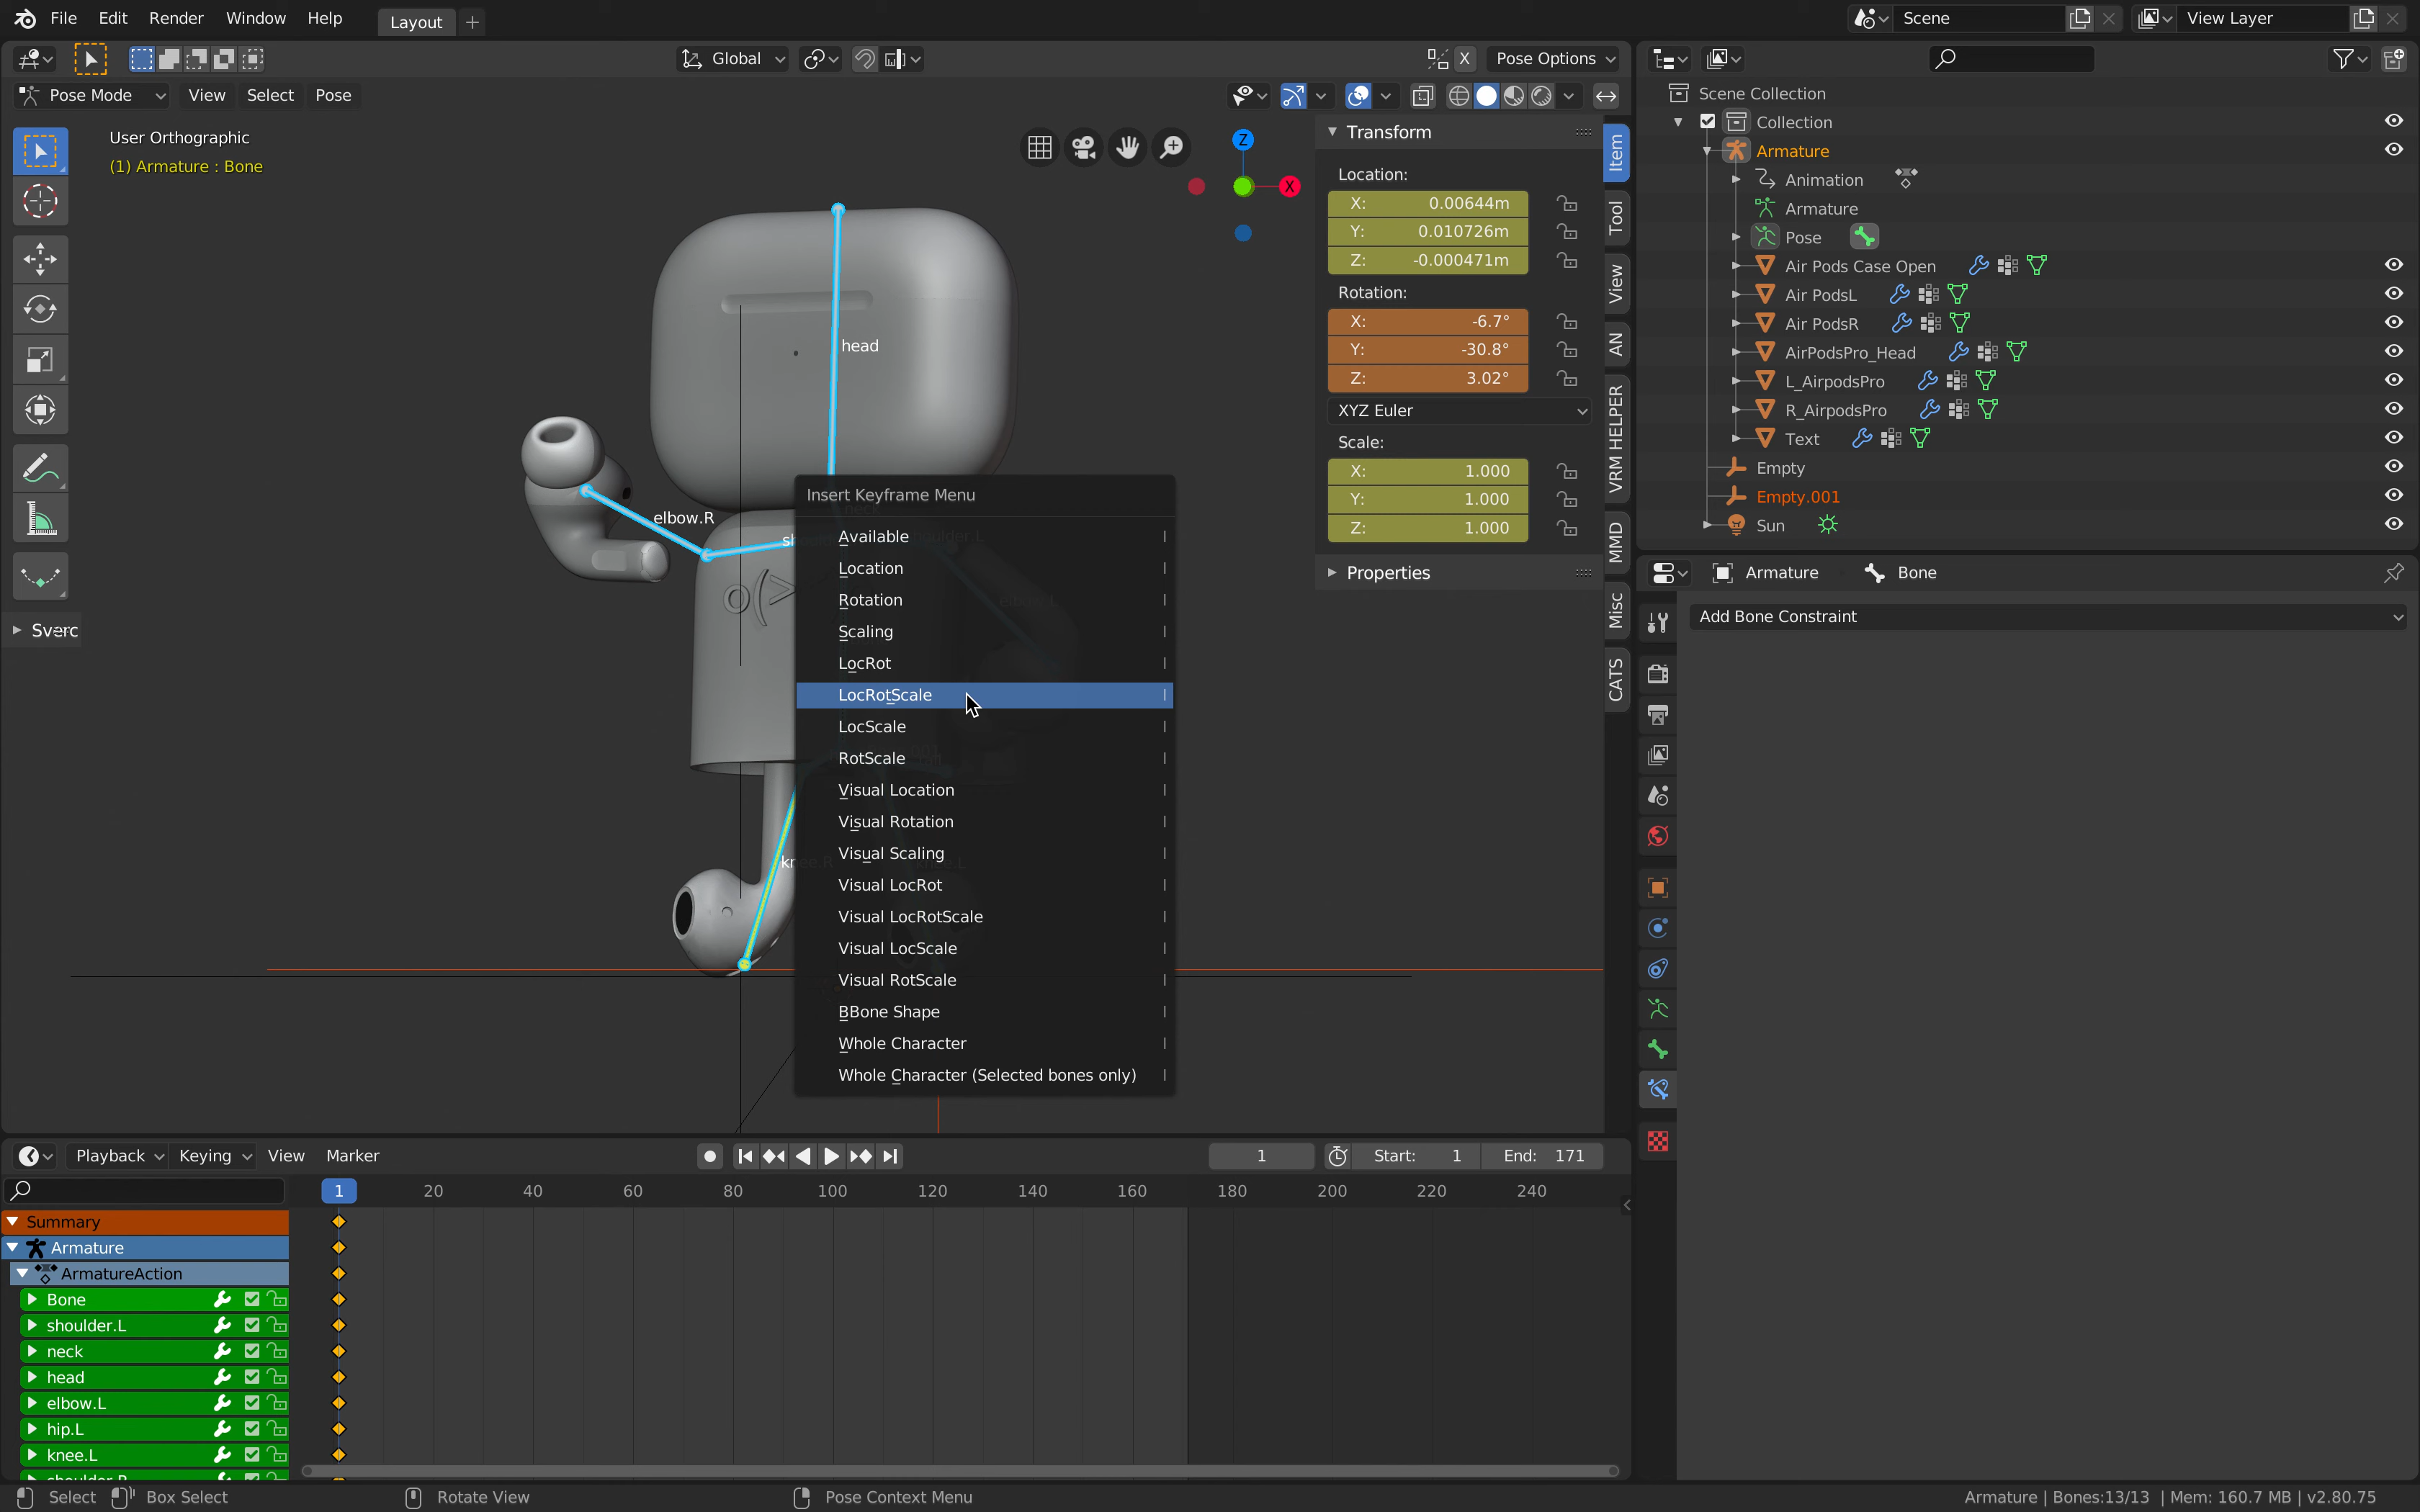 File Edit Render Window Help Layout +
Scene View Layer
Global X Pose Options
Pose Mode View Select Pose
User Orthographic
(1) Armature : Bone
Z
X
head
elbow.R
o(>
Sverc
Insert Keyframe Menu
Available
Location
Rotation
Scaling
LocRot
LocRotScale
LocScale
RotScale
Visual Location
Visual Rotation
Visual Scaling
Visual LocRot
Visual LocRotScale
Visual LocScale
Visual RotScale
BBone Shape
Whole Character
Whole Character (Selected bones only)
Transform
Location:
X: 0.00644m
Y: 0.010726m
Z: -0.000471m
Rotation:
X: -6.7°
Y: -30.8°
Z: 3.02°
XYZ Euler
Scale:
X: 1.000
Y: 1.000
Z: 1.000
Properties
Item
Tool
View
AN
VRM HELPER
MMD
Misc
CATS
Scene Collection
Collection
Armature
Animation
Armature
Pose
Air Pods Case Open
Air PodsL
Air PodsR
AirPodsPro_Head
L_AirpodsPro
R_AirpodsPro
Text
Empty
Empty.001
Sun
Armature Bone
Add Bone Constraint
Playback Keying View Marker
1 Start: 1 End: 171
1 20 40 60 80 100 120 140 160 180 200 220 240
Summary
Armature
ArmatureAction
Bone
shoulder.L
neck
head
elbow.L
hip.L
knee.L
shoulder.R
Select Box Select Rotate View Pose Context Menu
Armature | Bones:13/13 | Mem: 160.7 MB | v2.80.75